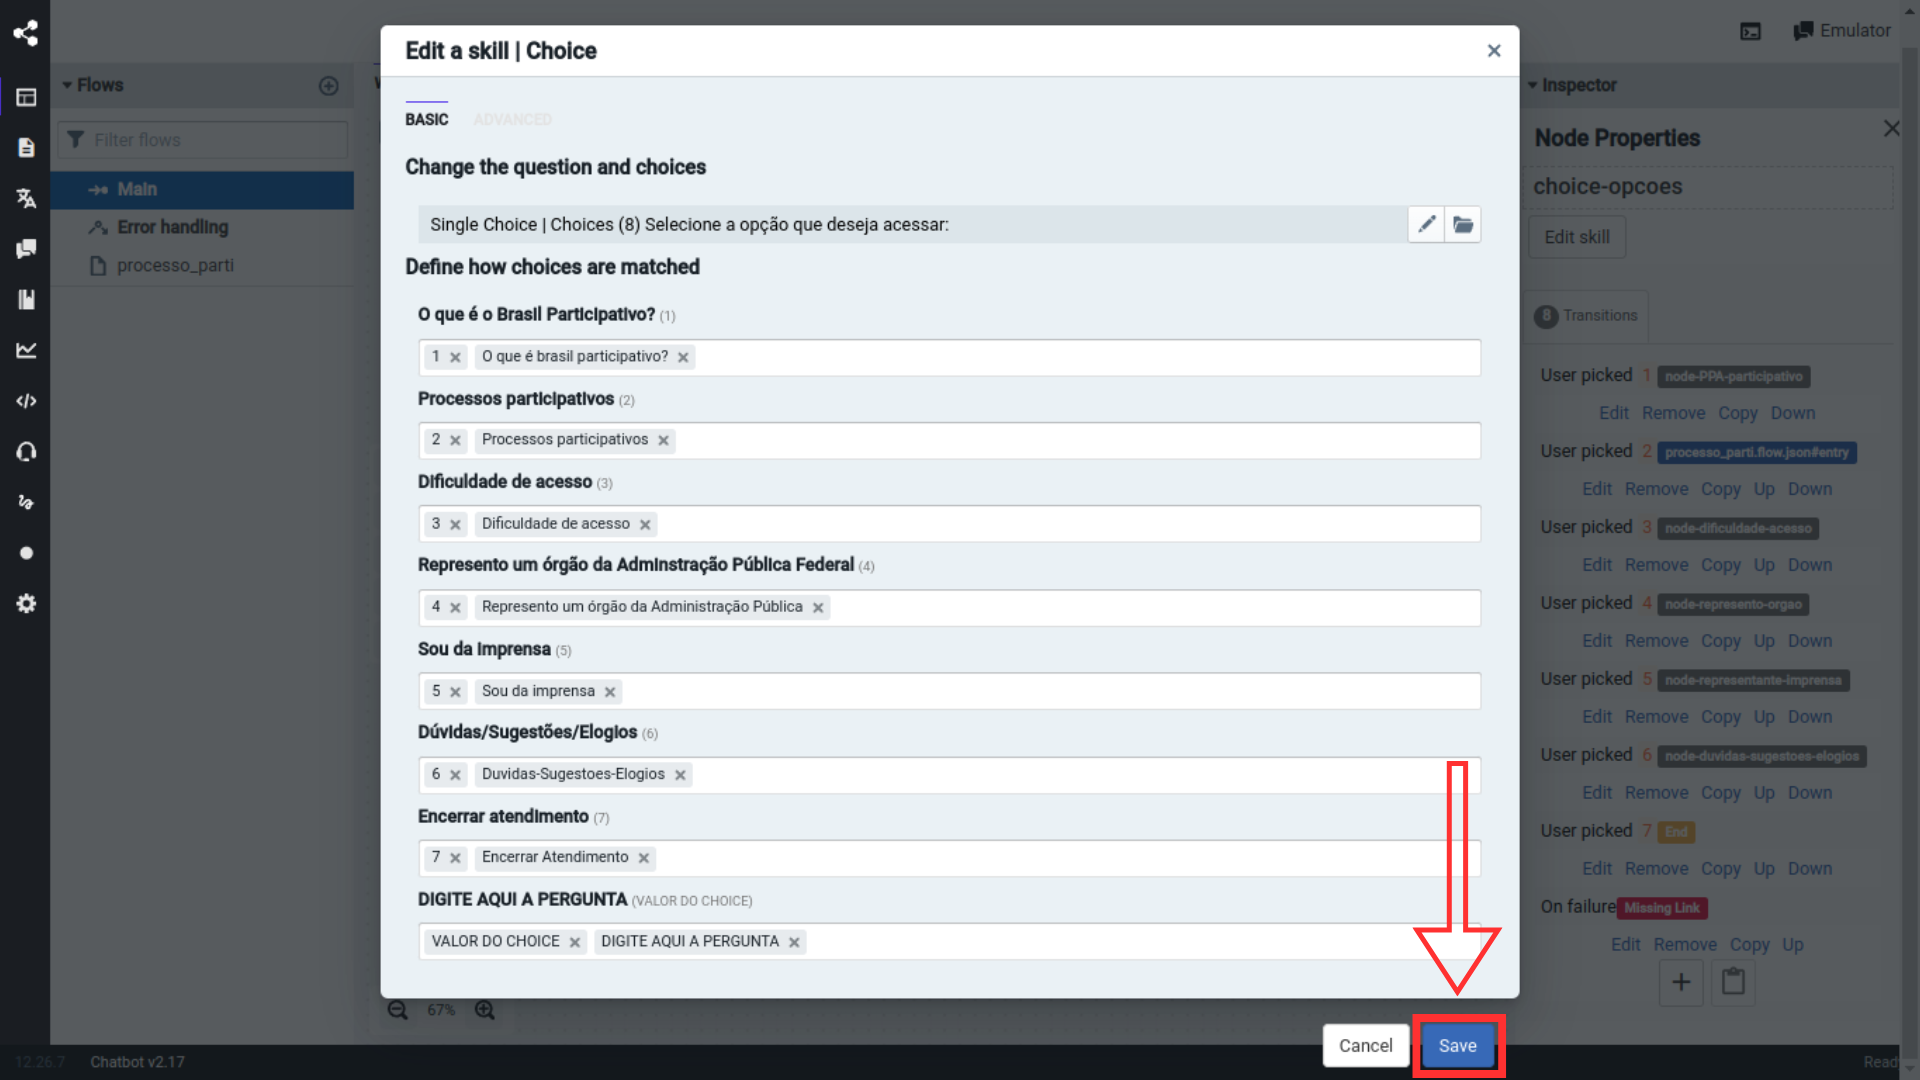 Edit a skill | Choice
Emulator
Flows
Inspector
BASIC ADVANCED
Filter flows
Node Properties
Change the question and choices
Main
choice-opcoes
Single Choice | Choices (8) Selecione a opção que deseja acessar:
Error handling
Edit skill
processo_parti
Define how choices are matched
O que é o Brasil Participativo? (1)
8 Transitions
1 O que é brasil participativo?
User picked 1 node-PPA-participativo
Processos participativos (2)
Edit Remove Copy Down
2 Processos participativos
User picked 2 processo_parti.flow.json#entry
Dificuldade de acesso (3)
Edit Remove Copy Up Down
3 Dificuldade de acesso
User picked 3 node-dificuldade-acesso
Represento um órgão da Adminstração Pública Federal (4)
Edit Remove Copy Up Down
4 Represento um órgão da Administração Pública
User picked 4 node-represento-orgao
Edit Remove Copy Up Down
Sou da Imprensa (5)
5 Sou da imprensa
User picked 5 node-representante-imprensa
Edit Remove Copy Up Down
Dúvidas/Sugestões/Elogios (6)
6 Duvidas-Sugestoes-Elogios
User picked 6 node-duvidas-sugestoes-elogios
Edit Remove Copy Up Down
Encerrar atendimento (7)
7 Encerrar Atendimento
User picked 7 End
Edit Remove Copy Up Down
DIGITE AQUI A PERGUNTA (VALOR DO CHOICE)
VALOR DO CHOICE DIGITE AQUI A PERGUNTA
On failure Missing Link
Edit Remove Copy Up
67%
Cancel Save
12.26.7 Chatbot v2.17